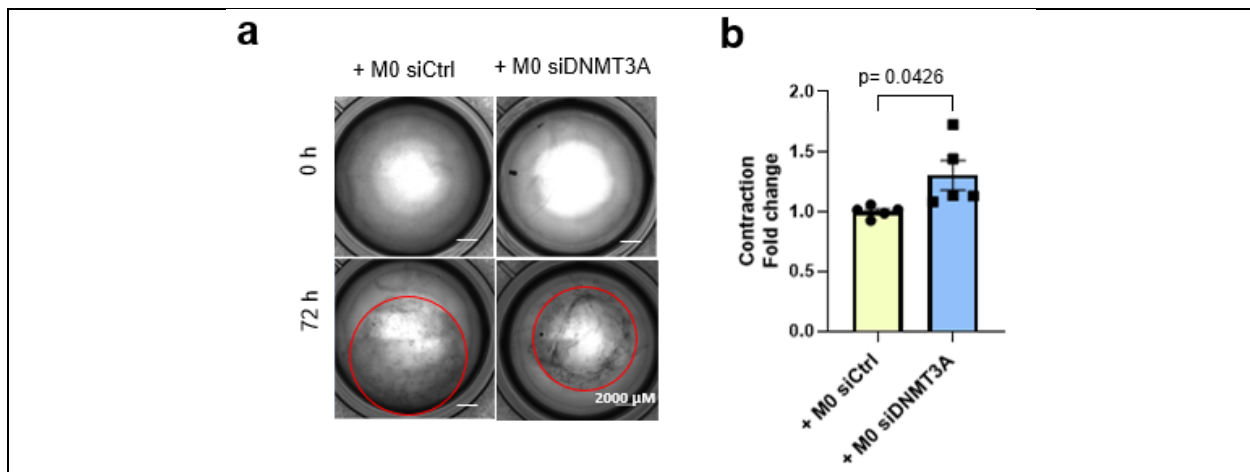 a
+ M0 siCtrl
+ M0 siDNMT3A
0 h
72 h
2000 µM
b
p= 0.0426
Contraction
Fold change
2.0
1.5
1.0
0.5
0.0
+ M0 siCtrl
+ M0 siDNMT3A